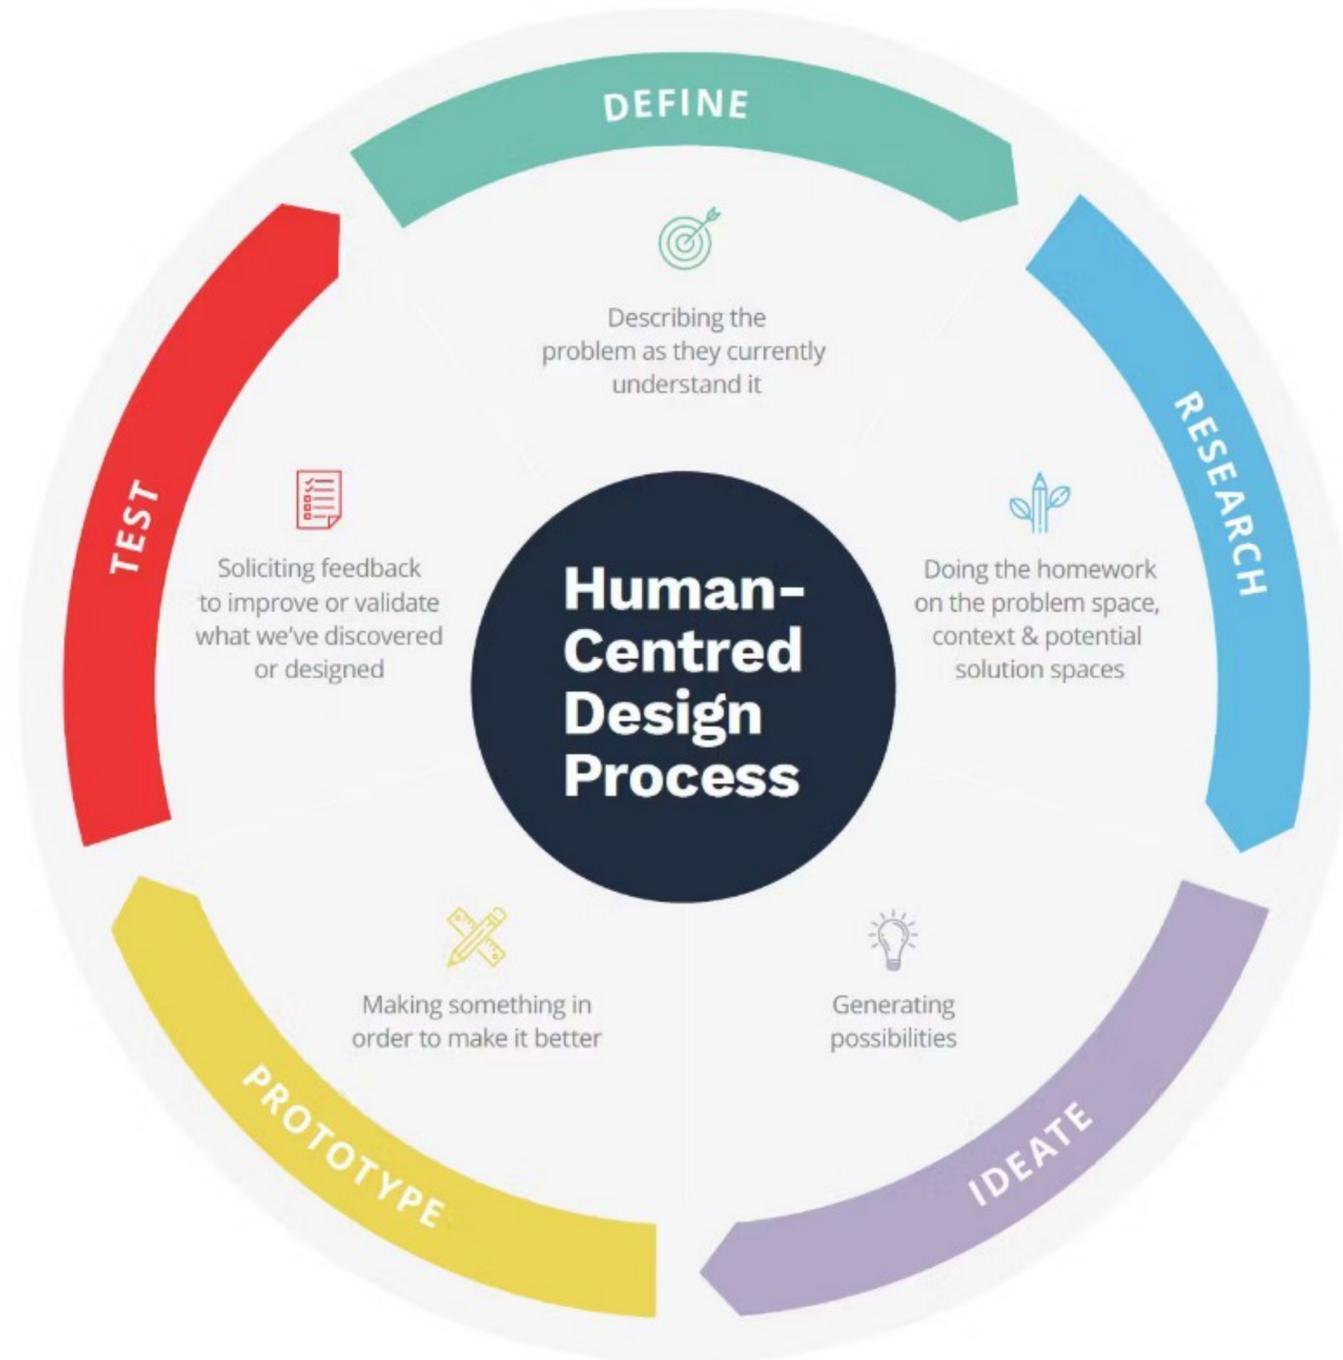 DEFINE
Describing the
problem as they currently
understand it
RESEARCH
Doing the homework
on the problem space,
context & potential
solution spaces
IDEATE
Generating
possibilities
PROTOTYPE
Making something in
order to make it better
TEST
Soliciting feedback
to improve or validate
what we've discovered
or designed
Human-
Centred
Design
Process